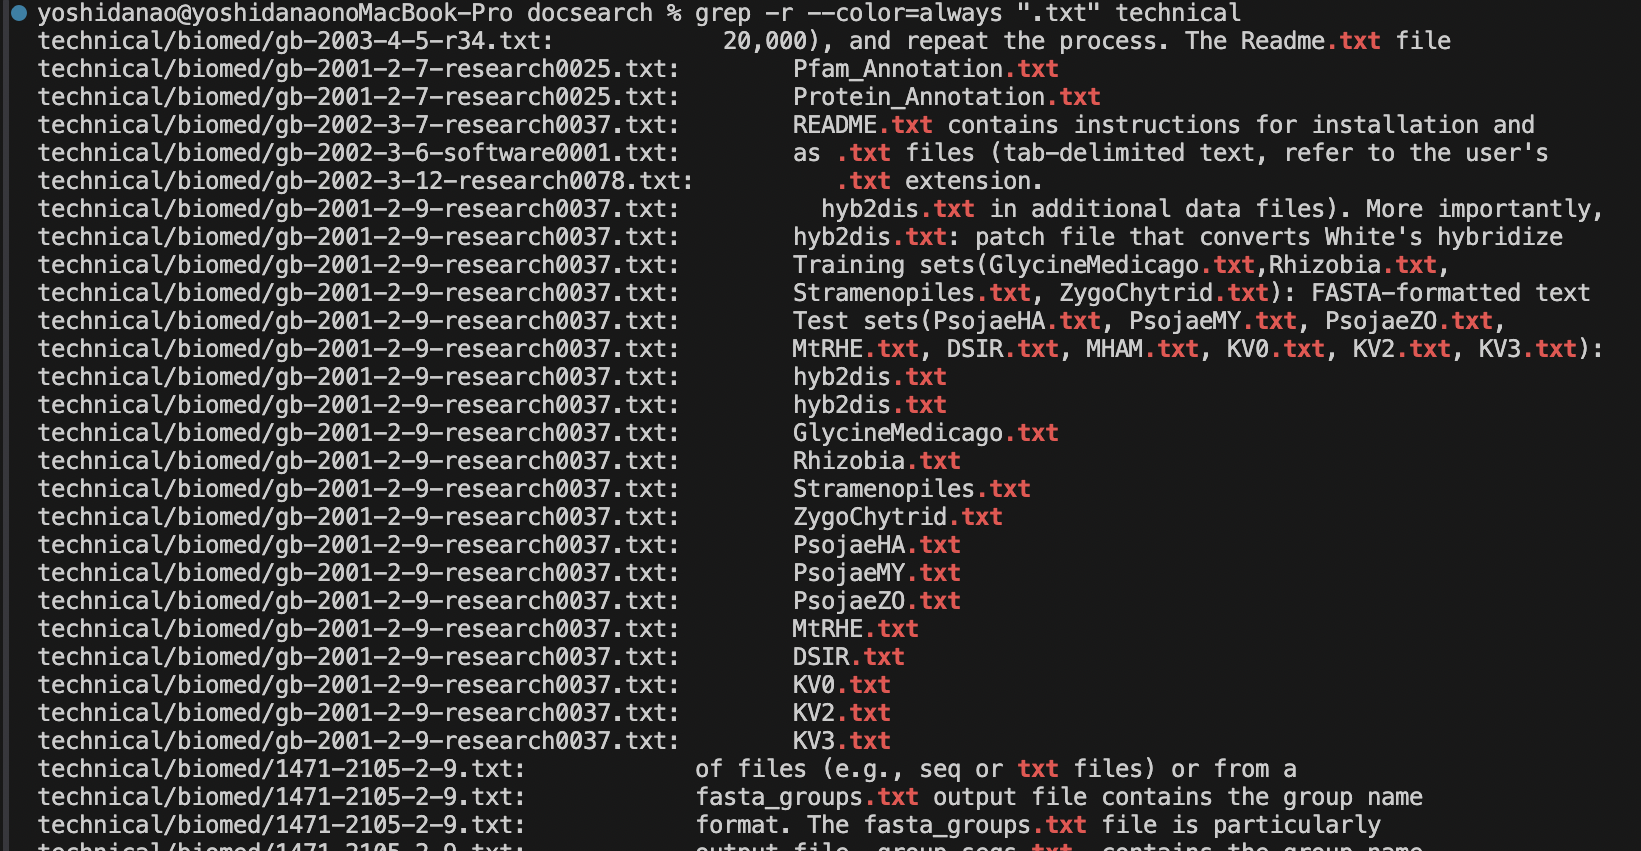 yoshidanao@yoshidanaonoMacBook-Pro docsearch % grep -r --color=always ".txt" technical
technical/biomed/gb-2003-4-5-r34.txt:            20,000), and repeat the process. The Readme.txt file
technical/biomed/gb-2001-2-7-research0025.txt:        Pfam_Annotation.txt
technical/biomed/gb-2001-2-7-research0025.txt:        Protein_Annotation.txt
technical/biomed/gb-2002-3-7-research0037.txt:        README.txt contains instructions for installation and
technical/biomed/gb-2002-3-6-software0001.txt:        as .txt files (tab-delimited text, refer to the user's
technical/biomed/gb-2002-3-12-research0078.txt:          .txt extension.
technical/biomed/gb-2001-2-9-research0037.txt:          hyb2dis.txt in additional data files). More importantly,
technical/biomed/gb-2001-2-9-research0037.txt:        hyb2dis.txt: patch file that converts White's hybridize
technical/biomed/gb-2001-2-9-research0037.txt:        Training sets(GlycineMedicago.txt,Rhizobia.txt,
technical/biomed/gb-2001-2-9-research0037.txt:        Stramenopiles.txt, ZygoChytrid.txt): FASTA-formatted text
technical/biomed/gb-2001-2-9-research0037.txt:        Test sets(PsojaeHA.txt, PsojaeMY.txt, PsojaeZO.txt,
technical/biomed/gb-2001-2-9-research0037.txt:        MtRHE.txt, DSIR.txt, MHAM.txt, KV0.txt, KV2.txt, KV3.txt):
technical/biomed/gb-2001-2-9-research0037.txt:        hyb2dis.txt
technical/biomed/gb-2001-2-9-research0037.txt:        hyb2dis.txt
technical/biomed/gb-2001-2-9-research0037.txt:        GlycineMedicago.txt
technical/biomed/gb-2001-2-9-research0037.txt:        Rhizobia.txt
technical/biomed/gb-2001-2-9-research0037.txt:        Stramenopiles.txt
technical/biomed/gb-2001-2-9-research0037.txt:        ZygoChytrid.txt
technical/biomed/gb-2001-2-9-research0037.txt:        PsojaeHA.txt
technical/biomed/gb-2001-2-9-research0037.txt:        PsojaeMY.txt
technical/biomed/gb-2001-2-9-research0037.txt:        PsojaeZO.txt
technical/biomed/gb-2001-2-9-research0037.txt:        MtRHE.txt
technical/biomed/gb-2001-2-9-research0037.txt:        DSIR.txt
technical/biomed/gb-2001-2-9-research0037.txt:        KV0.txt
technical/biomed/gb-2001-2-9-research0037.txt:        KV2.txt
technical/biomed/gb-2001-2-9-research0037.txt:        KV3.txt
technical/biomed/1471-2105-2-9.txt:            of files (e.g., seq or txt files) or from a
technical/biomed/1471-2105-2-9.txt:            fasta_groups.txt output file contains the group name
technical/biomed/1471-2105-2-9.txt:            format. The fasta_groups.txt file is particularly
technical/biomed/1471-2105-2-9.txt:            output file, group_seqs.txt, contains the group name